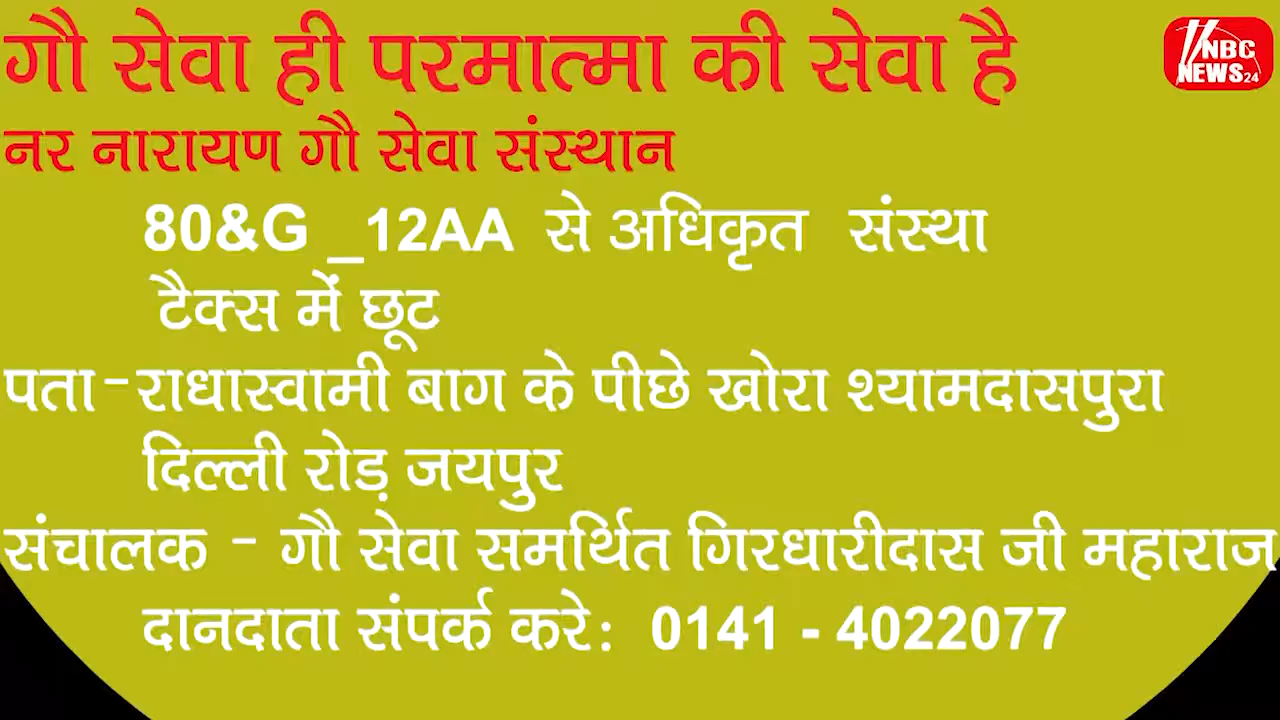 गौ सेवा ही परमात्मा की सेवा है
NBC
NEWS24
नर नारायण गौ सेवा संस्थान
80&G _12AA से अधिकृत संस्था
टैक्स में छूट
पता-राधास्वामी बाग के पीछे खोरा श्यामदासपुरा
दिल्ली रोड़ जयपुर
संचालक - गौ सेवा समर्थित गिरधारीदास जी महाराज
दानदाता संपर्क करे: 0141 - 4022077